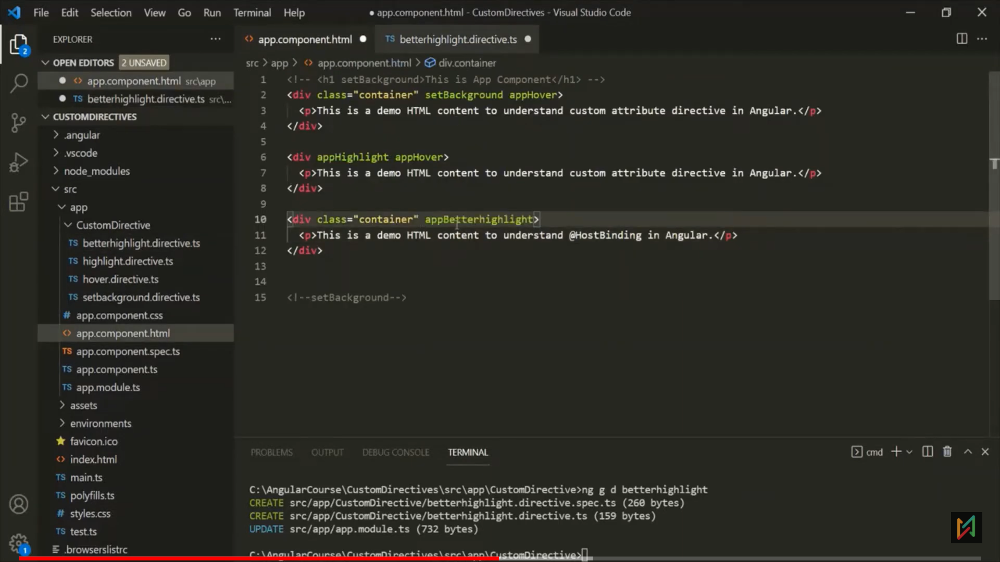 File Edit Selection View Go Run Terminal Help
● app.component.html - CustomDirectives - Visual Studio Code
EXPLORER
OPEN EDITORS 2 UNSAVED
app.component.html src\app
betterhighlight.directive.ts src\...
CUSTOMDIRECTIVES
.angular
.vscode
node_modules
src
app
CustomDirective
TS betterhighlight.directive.ts
TS highlight.directive.ts
TS hover.directive.ts
TS setbackground.directive.ts
# app.component.css
<> app.component.html
TS app.component.spec.ts
TS app.component.ts
TS app.module.ts
assets
environments
favicon.ico
<> index.html
TS main.ts
TS polyfills.ts
# styles.css
TS test.ts
.browserslistrc
2
1
<> app.component.html ●
TS betterhighlight.directive.ts ●
src > app > <> app.component.html > div.container
1 <!-- <h1 setBackground>This is App Component</h1> -->
2 <div class="container" setBackground appHover>
3 <p>This is a demo HTML content to understand custom attribute directive in Angular.</p>
4 </div>
5
6 <div appHighlight appHover>
7 <p>This is a demo HTML content to understand custom attribute directive in Angular.</p>
8 </div>
9
10 <div class="container" appBetterhighlight>
11 <p>This is a demo HTML content to understand @HostBinding in Angular.</p>
12 </div>
13
14
15 <!--setBackground-->
PROBLEMS OUTPUT DEBUG CONSOLE TERMINAL
cmd
C:\AngularCourse\CustomDirectives\src\app\CustomDirective>ng g d betterhighlight
CREATE src/app/CustomDirective/betterhighlight.directive.spec.ts (260 bytes)
CREATE src/app/CustomDirective/betterhighlight.directive.ts (159 bytes)
UPDATE src/app/app.module.ts (732 bytes)
C:\AngularCourse\CustomDirectives\src\app\CustomDirective>